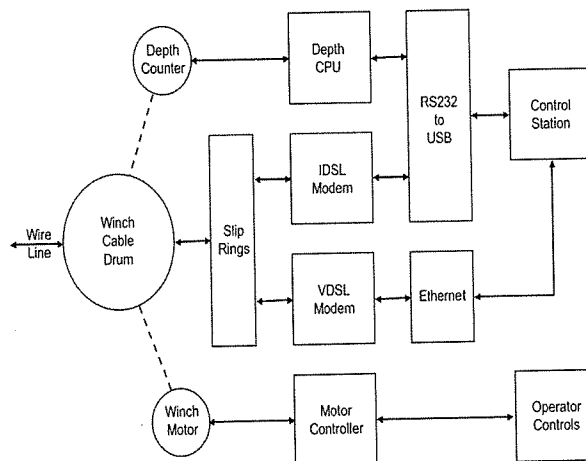 Depth
Counter
Depth
CPU
RS232
to
USB
Control
Station
IDSL
Modem
Wire
Line
Winch
Cable
Drum
Slip
Rings
VDSL
Modem
Ethernet
Winch
Motor
Motor
Controller
Operator
Controls